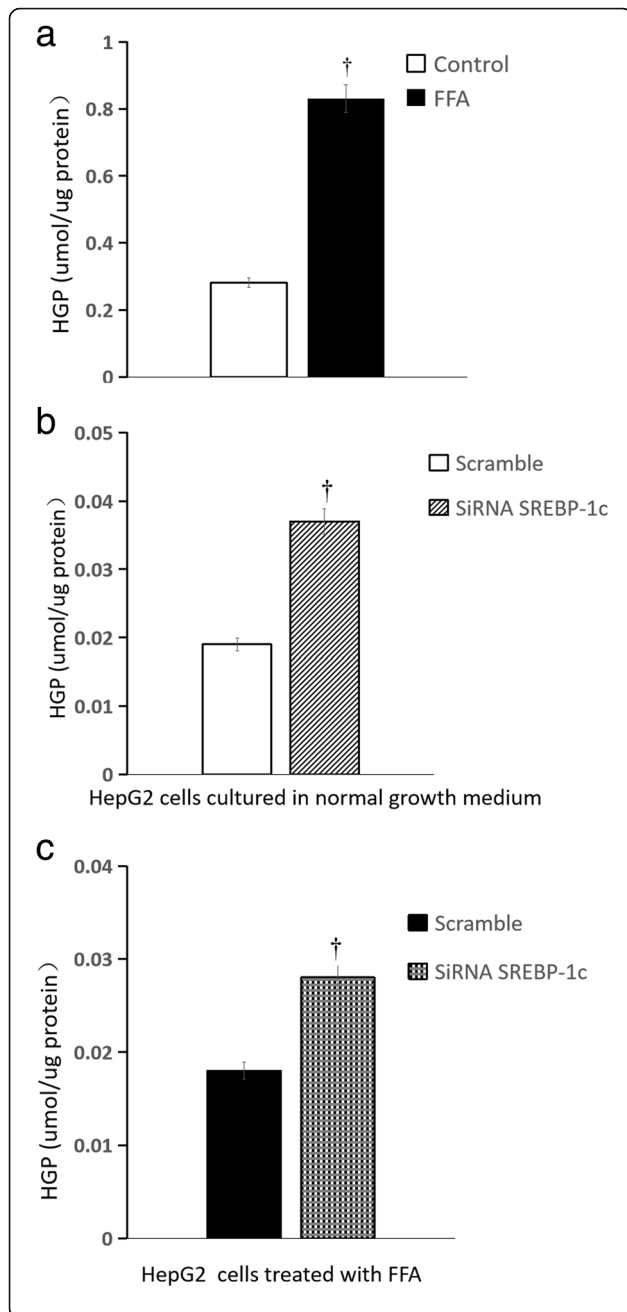 a
1
0.8
0.6
0.4
0.2
0
HGP (umol/ug protein）
†
Control
FFA
b
0.05
0.04
0.03
0.02
0.01
0
HGP (umol/ug protein）
†
Scramble
SiRNA SREBP-1c
HepG2 cells cultured in normal growth medium
c
0.04
0.03
0.02
0.01
0
HGP (umol/ug protein）
†
Scramble
SiRNA SREBP-1c
HepG2 cells treated with FFA